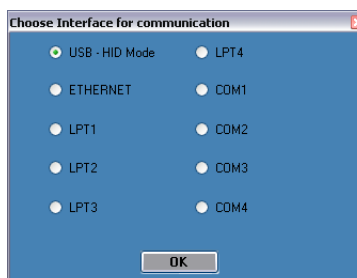 Choose Interface for communication
USB - HID Mode
ETHERNET
LPT1
LPT2
LPT3
LPT4
COM1
COM2
COM3
COM4
OK